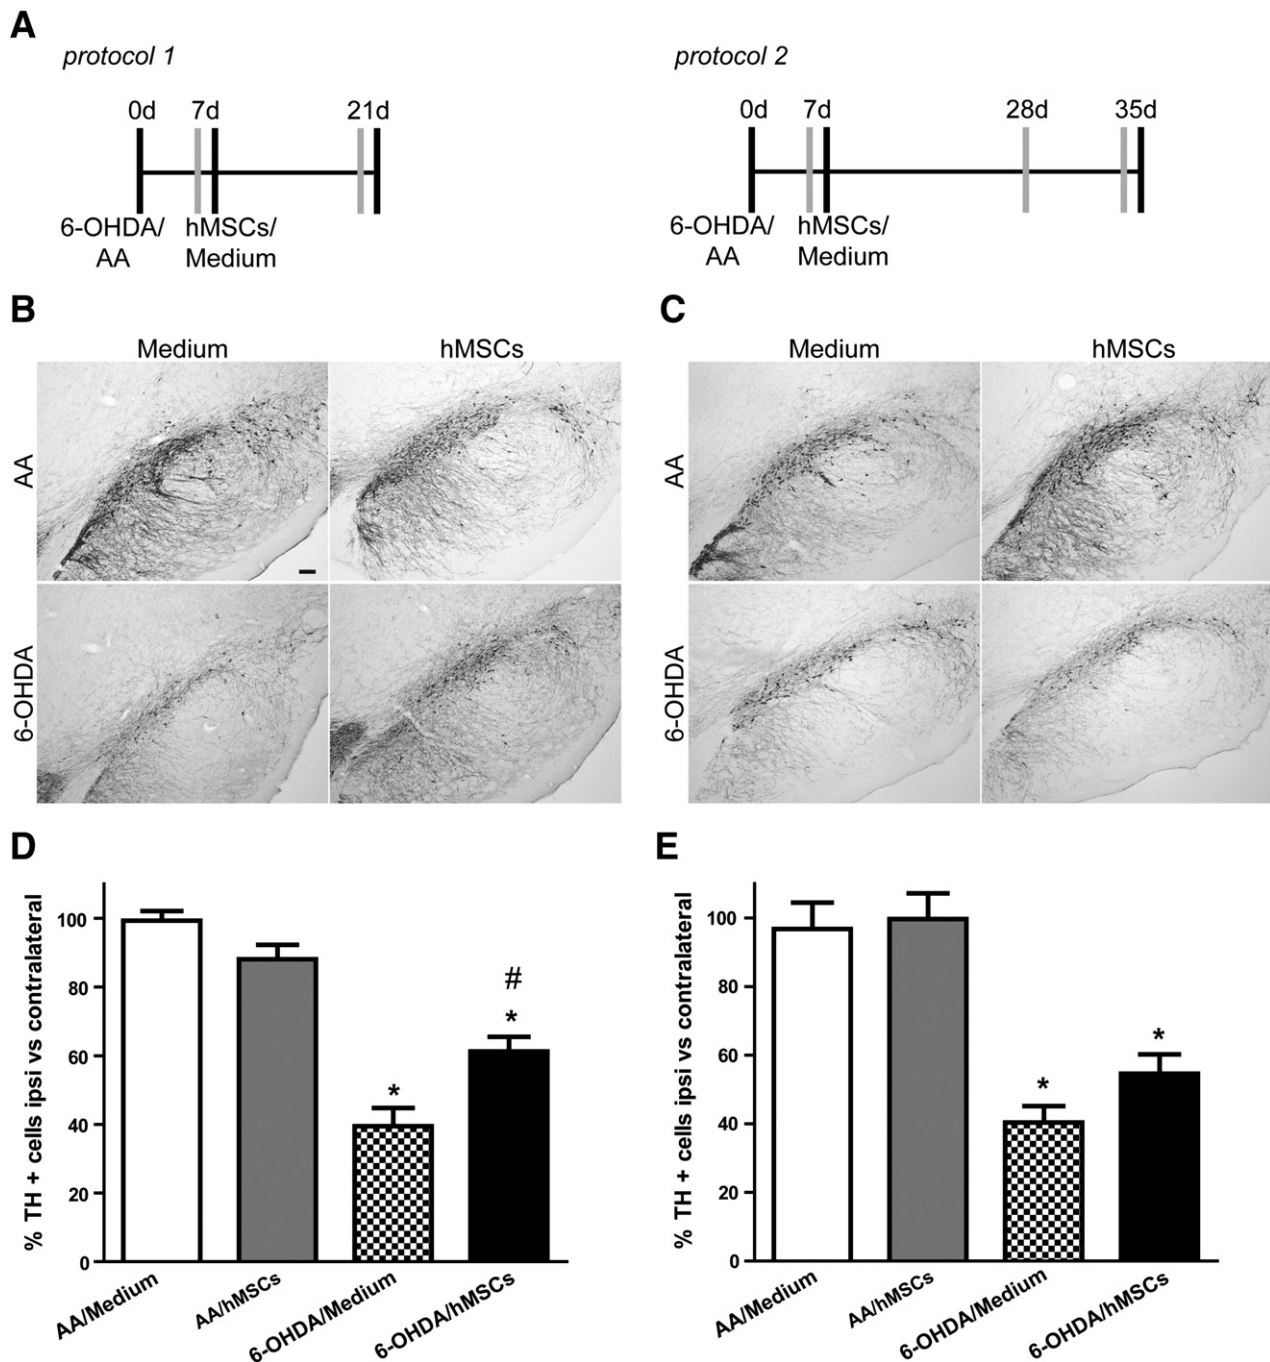 A
protocol 1
0d 7d 21d
6-OHDA/ hMSCs/
AA Medium
protocol 2
0d 7d 28d 35d
6-OHDA/ hMSCs/
AA Medium
B
Medium hMSCs
AA
6-OHDA
C
Medium hMSCs
AA
6-OHDA
D
% TH + cells ipsi vs contralateral
100
80
60
40
20
0
*
#
*
AA/Medium
AA/hMSCs
6-OHDA/Medium
6-OHDA/hMSCs
E
% TH + cells ipsi vs contralateral
100
80
60
40
20
0
*
*
AA/Medium
AA/hMSCs
6-OHDA/Medium
6-OHDA/hMSCs